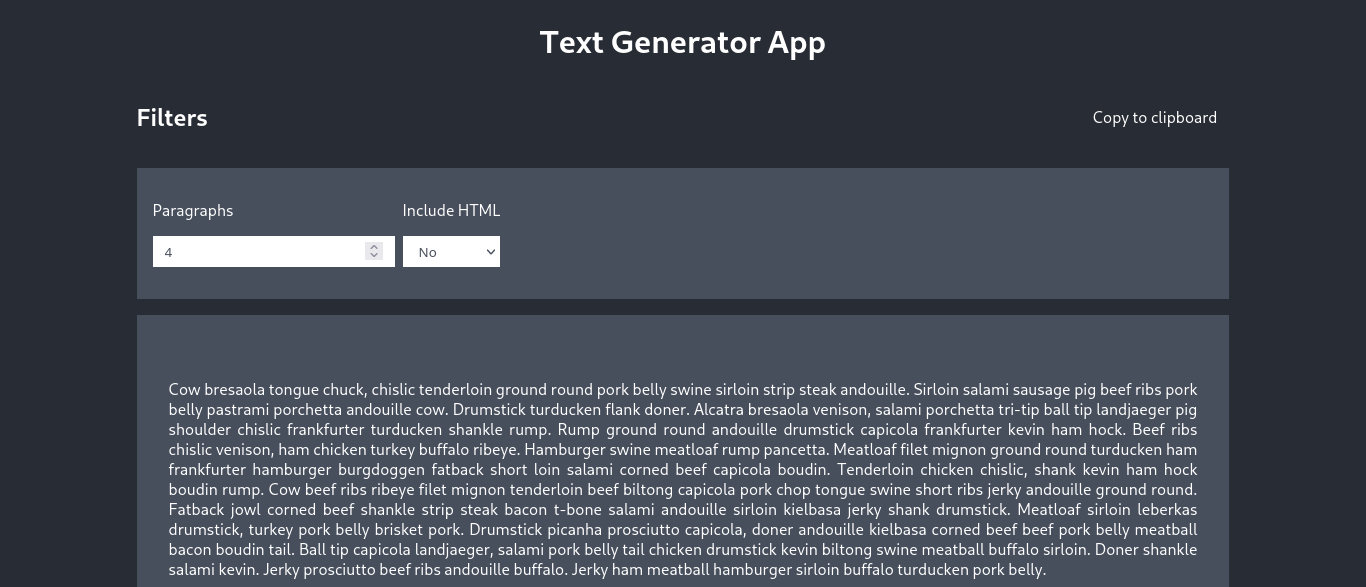 Text Generator App
Filters
Copy to clipboard
Paragraphs
Include HTML
4
No
Cow bresaola tongue chuck, chislic tenderloin ground round pork belly swine sirloin strip steak andouille. Sirloin salami sausage pig beef ribs pork
belly pastrami porchetta andouille cow. Drumstick turducken flank doner. Alcatra bresaola venison, salami porchetta tri-tip ball tip landjaeger pig
shoulder chislic frankfurter turducken shankle rump. Rump ground round andouille drumstick capicola frankfurter kevin ham hock. Beef ribs
chislic venison, ham chicken turkey buffalo ribeye. Hamburger swine meatloaf rump pancetta. Meatloaf filet mignon ground round turducken ham
frankfurter hamburger burgdoggen fatback short loin salami corned beef capicola boudin. Tenderloin chicken chislic, shank kevin ham hock
boudin rump. Cow beef ribs ribeye filet mignon tenderloin beef biltong capicola pork chop tongue swine short ribs jerky andouille ground round.
Fatback jowl corned beef shankle strip steak bacon t-bone salami andouille sirloin kielbasa jerky shank drumstick. Meatloaf sirloin leberkas
drumstick, turkey pork belly brisket pork. Drumstick picanha prosciutto capicola, doner andouille kielbasa corned beef beef pork belly meatball
bacon boudin tail. Ball tip capicola landjaeger, salami pork belly tail chicken drumstick kevin biltong swine meatball buffalo sirloin. Doner shankle
salami kevin. Jerky prosciutto beef ribs andouille buffalo. Jerky ham meatball hamburger sirloin buffalo turducken pork belly.